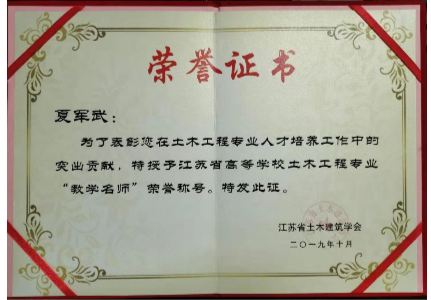 荣誉证书
夏军武：
为了表彰您在土木工程专业人才培养工作中的
突出贡献，特授予江苏省高等学校土木工程专业
“教学名师”荣誉称号。特发此证。
江苏省土木建筑学会
二〇一九年十月